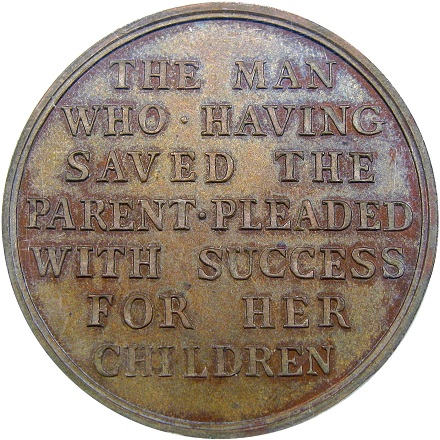 THE MAN
WHO · HAVING
SAVED THE
PARENT · PLEADED
WITH SUCCESS
FOR HER
CHILDREN